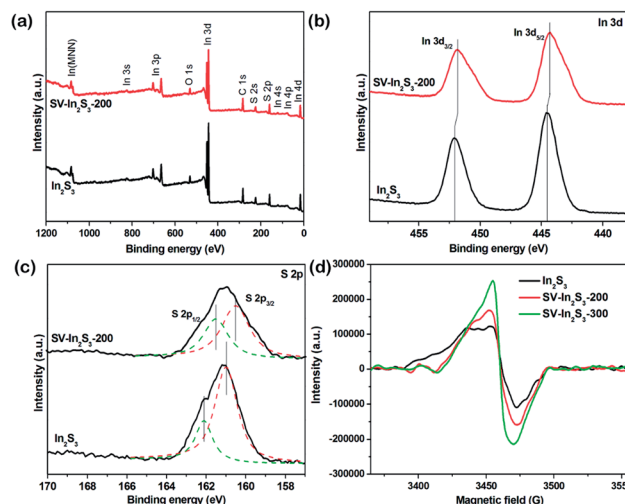 (a)
In(MNN)
In 3s
In 3p
O 1s
In 3d
C 1s
S 2s
S 2p
In 4s
In 4p
In 4d
SV-In₂S₃-200
In₂S₃
Intensity (a.u.)
1200 1000 800 600 400 200 0
Binding energy (eV)
(b)
In 3d
In 3d₃/₂
In 3d₅/₂
SV-In₂S₃-200
In₂S₃
Intensity (a.u.)
455 450 445 440
Binding energy (eV)
(c)
S 2p
S 2p₁/₂
S 2p₃/₂
SV-In₂S₃-200
In₂S₃
Intensity (a.u.)
170 168 166 164 162 160 158
Binding energy (eV)
(d)
In₂S₃
SV-In₂S₃-200
SV-In₂S₃-300
Intensity (a.u.)
300000
200000
100000
0
-100000
-200000
-300000
3400 3450 3500 355
Magnetic field (G)